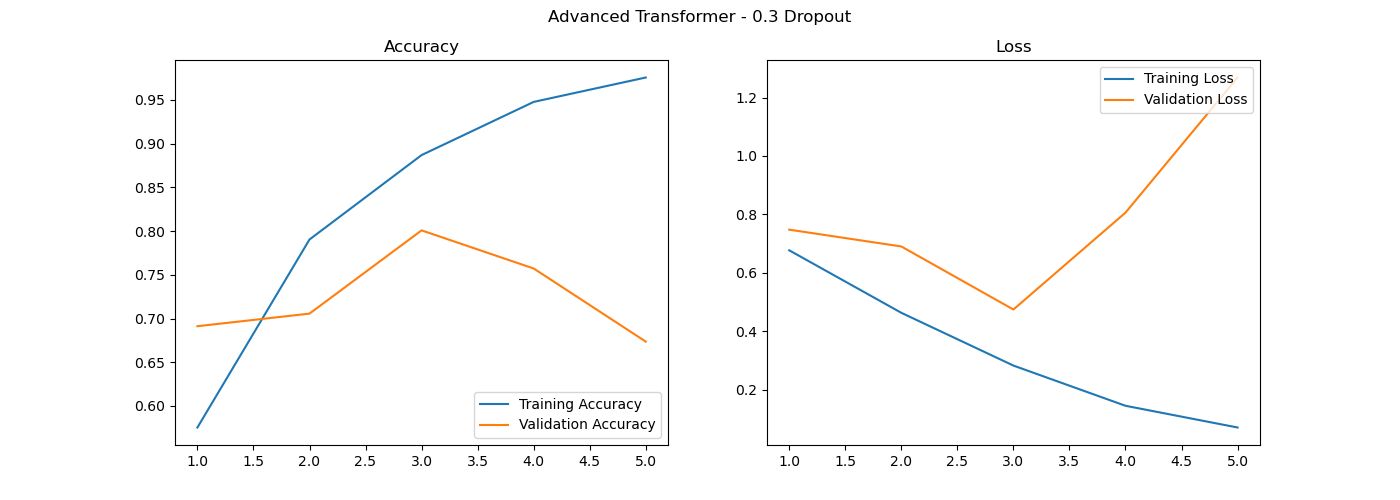 Advanced Transformer - 0.3 Dropout
Accuracy
0.95
0.90
0.85
0.80
0.75
0.70
0.65
0.60
1.0 1.5 2.0 2.5 3.0 3.5 4.0 4.5 5.0
Training Accuracy
Validation Accuracy
Loss
1.2
1.0
0.8
0.6
0.4
0.2
1.0 1.5 2.0 2.5 3.0 3.5 4.0 4.5 5.0
Training Loss
Validation Loss